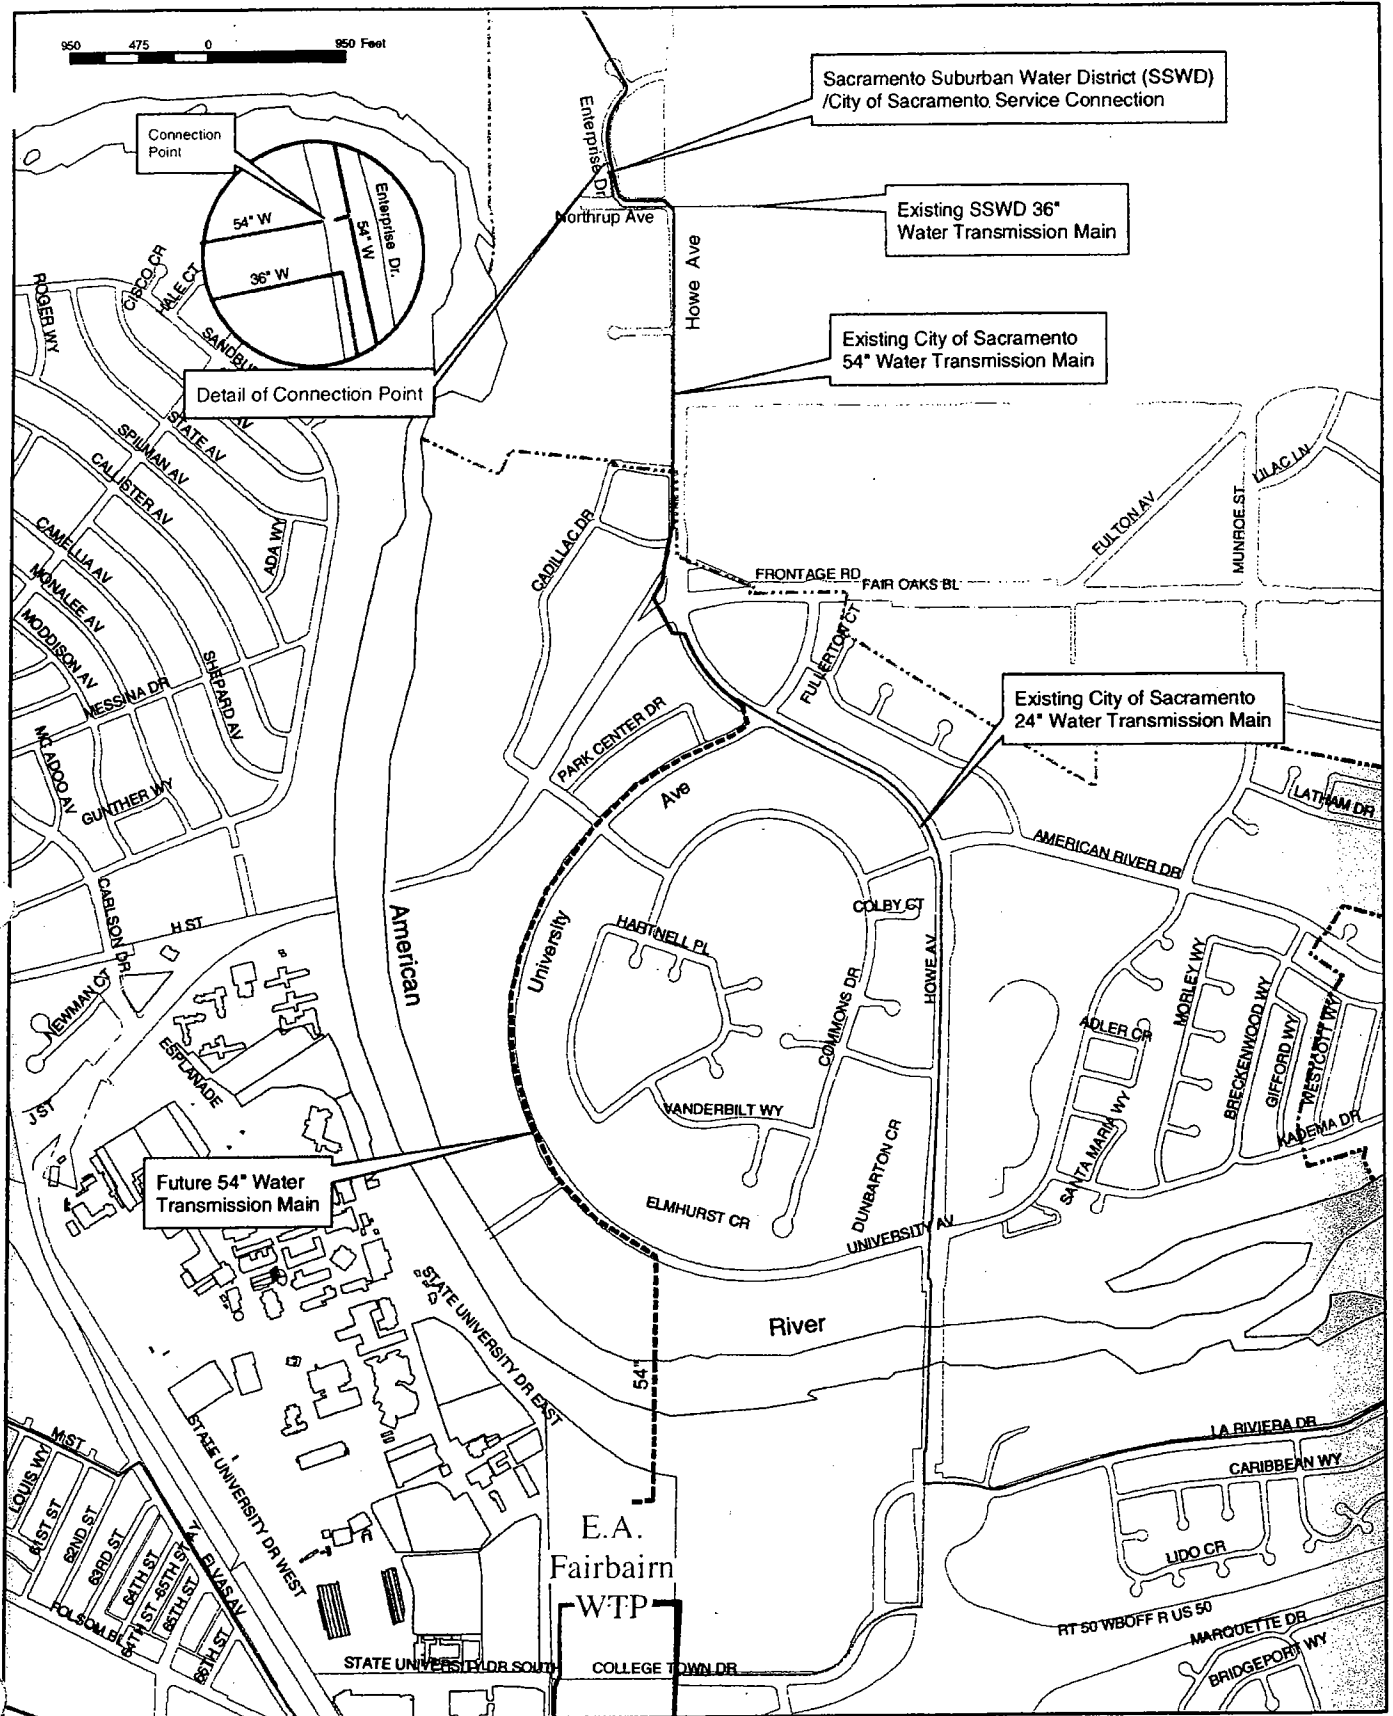 950 475 0 950 Feet
Sacramento Suburban Water District (SSWD)
/City of Sacramento Service Connection
Connection
Point
Enterprise Dr
54" W
36" W
54" W
Enterprise Dr.
Existing SSWD 36"
Water Transmission Main
Northrup Ave
Howe Ave
ROGER WY
CISCO CR
HALE CT
Existing City of Sacramento
54" Water Transmission Main
Detail of Connection Point
AV
STATE AV
SPILMAN AV
CALLISTER AV
CAMELLIA AV
MONALEE AV
MODDISON AV
ADA WY
CADILLAC DR
LILAC LN
FULTON AV
MUNROE ST
FRONTAGE RD
FAIR OAKS BL
FULLERTON CT
SHEPARD AV
MESSINA DR
Existing City of Sacramento
24" Water Transmission Main
PARK CENTER DR
MC ADOO AV
GUNTHER WY
Ave
LATHAM DR
AMERICAN RIVER DR
CARLSON DR
H ST
American
University
HARTNELL PL
COLBY CT
HOWE AV
COMMONS DR
NEWMAN CT
ESPLANADE
J ST
ADLER CR
MORLEY WY
BRECKENWOOD WY
GIFFORD WY
WESTCOTT WY
KADEMA DR
VANDERBILT WY
DUNBARTON CR
SANTA MARIA WY
Future 54" Water
Transmission Main
ELMHURST CR
UNIVERSITY AV
River
54"
STATE UNIVERSITY DR EAST
STATE UNIVERSITY DR WEST
M ST
LOUIS WY
61ST ST
62ND ST
63RD ST
64TH ST
64TH ST -65TH ST AY
65TH ST
66TH ST
ELVAS AV
FOLSOM BL
LA RIVIERA DR
CARIBBEAN WY
LIDO CR
E.A.
Fairbairn
WTP
RT 50 WBOFF R US 50
MARQUETTE DR
BRIDGEPORT WY
STATE UNIVERSITY DR SOUTH
COLLEGE TOWN DR